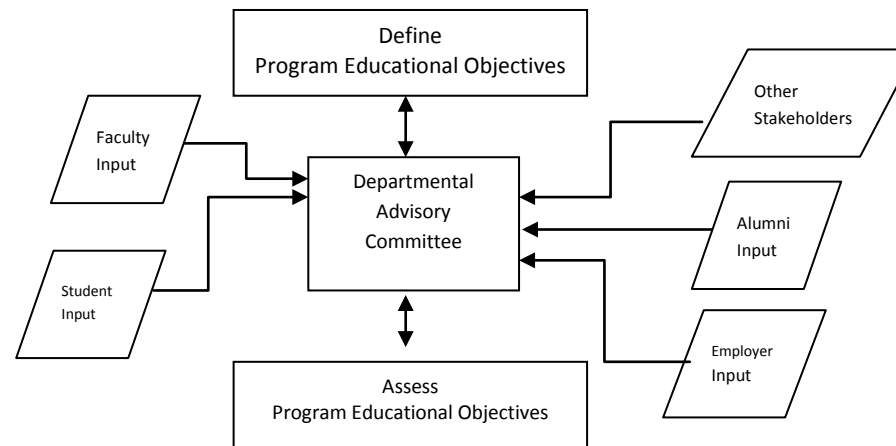 Define
Program Educational Objectives
Other
Stakeholders
Faculty
Input
Departmental
Advisory
Committee
Alumni
Input
Student
Input
Employer
Input
Assess
Program Educational Objectives